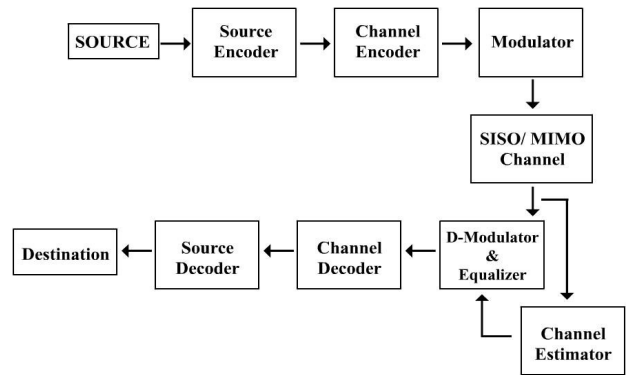 SOURCE
Source
Encoder
Channel
Encoder
Modulator
SISO/ MIMO
Channel
D-Modulator
&
Equalizer
Channel
Decoder
Source
Decoder
Destination
Channel
Estimator